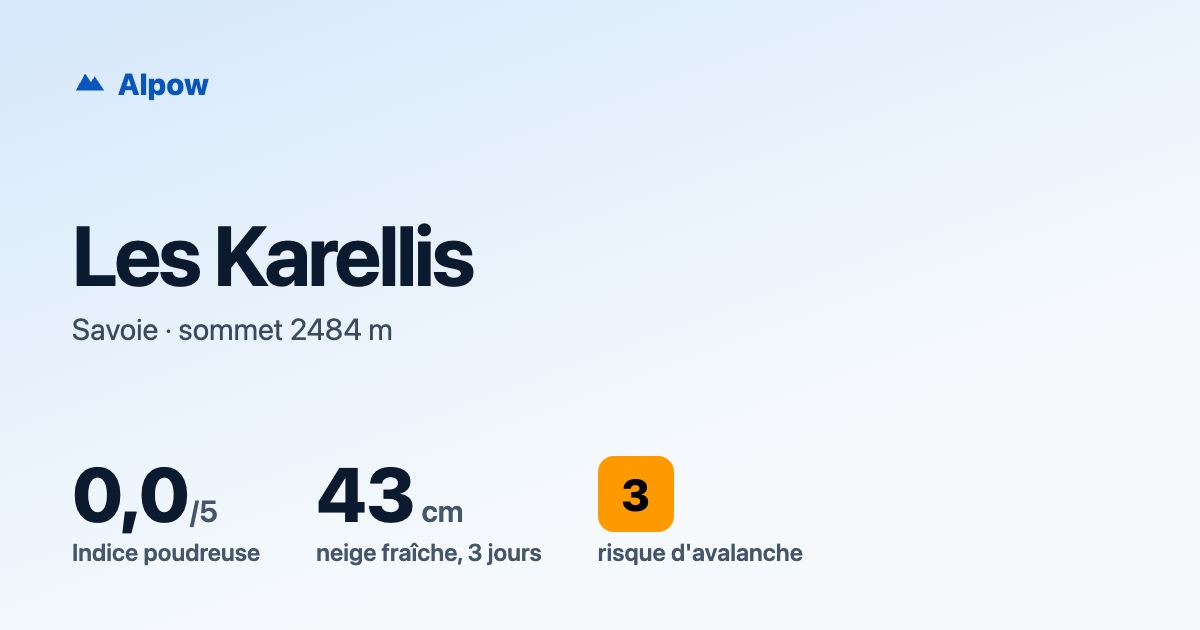 Alpow
Les Karellis
Savoie · sommet 2484 m
0,0/5
Indice poudreuse
43 cm
neige fraîche, 3 jours
3
risque d'avalanche